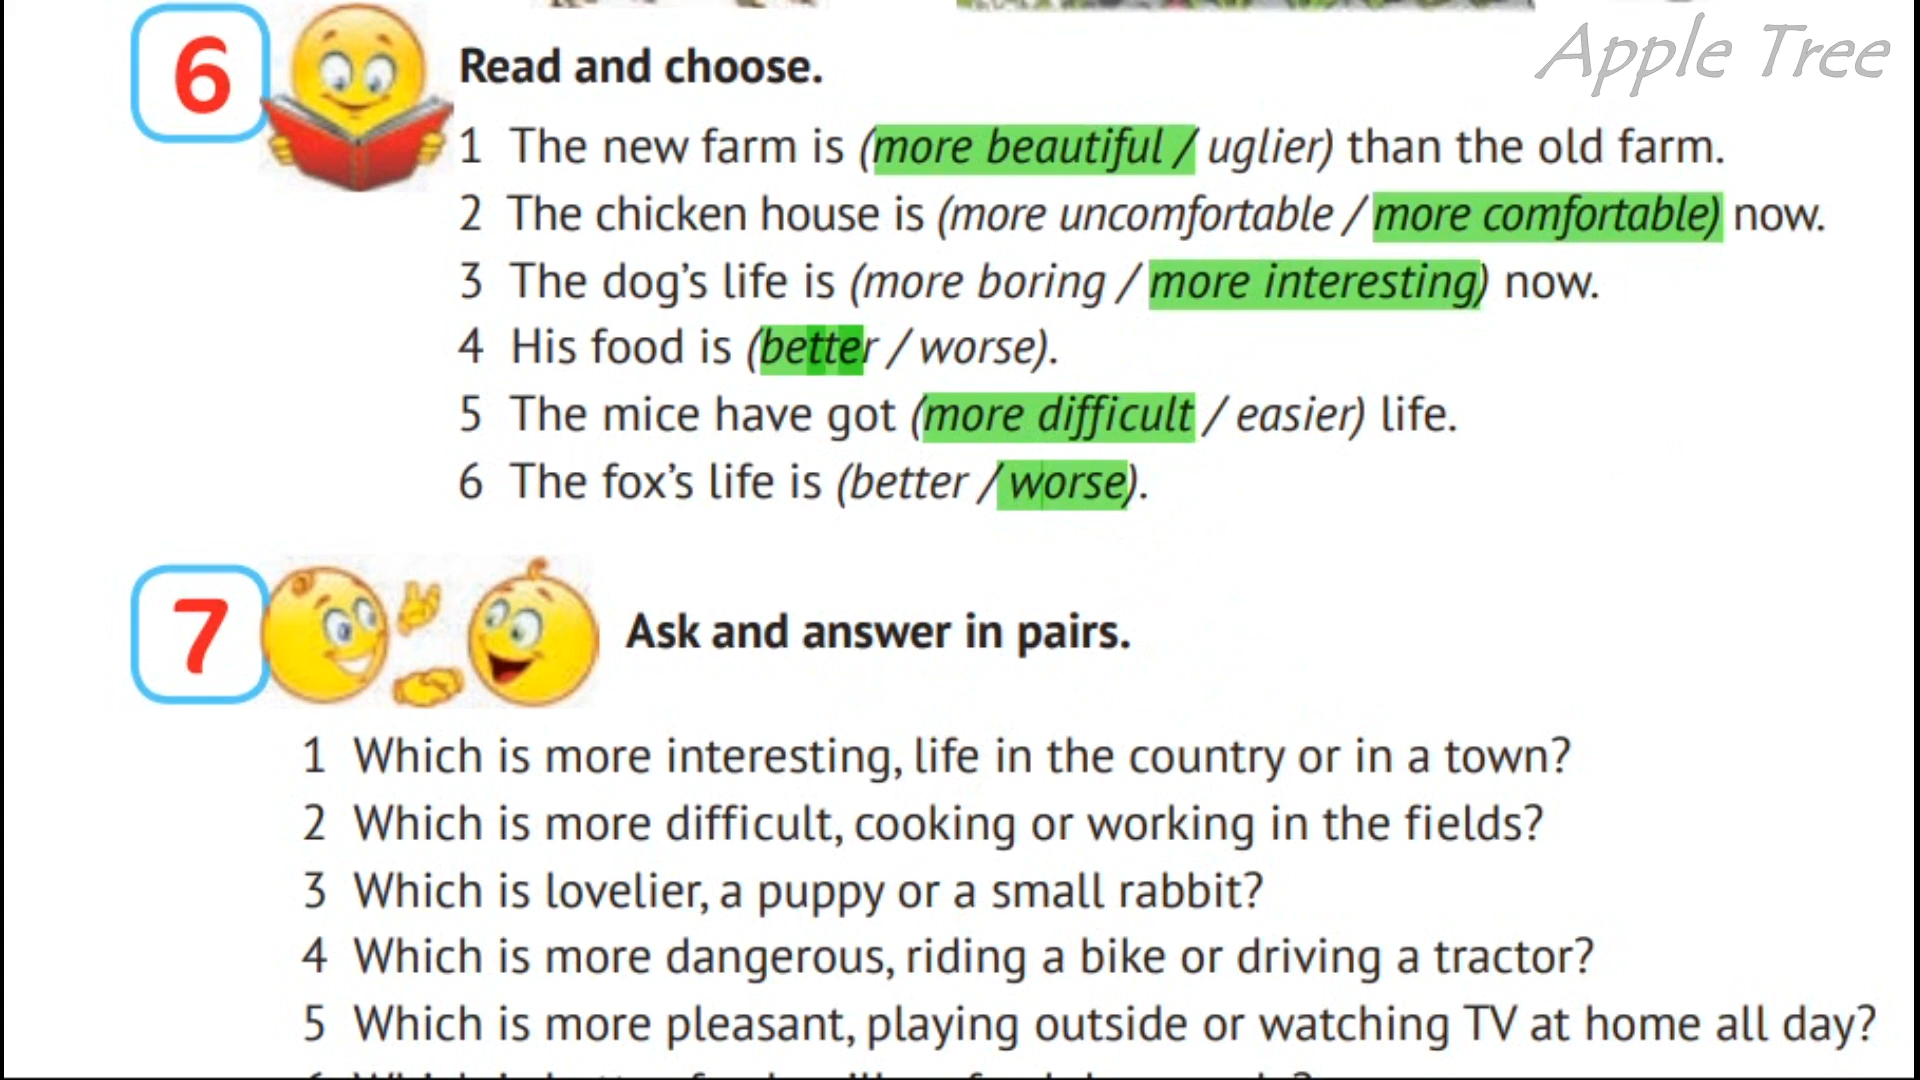 Apple Tree
6 Read and choose.
1 The new farm is (more beautiful / uglier) than the old farm.
2 The chicken house is (more uncomfortable / more comfortable) now.
3 The dog's life is (more boring / more interesting) now.
4 His food is (better / worse).
5 The mice have got (more difficult / easier) life.
6 The fox's life is (better / worse).
7 Ask and answer in pairs.
1 Which is more interesting, life in the country or in a town?
2 Which is more difficult, cooking or working in the fields?
3 Which is lovelier, a puppy or a small rabbit?
4 Which is more dangerous, riding a bike or driving a tractor?
5 Which is more pleasant, playing outside or watching TV at home all day?